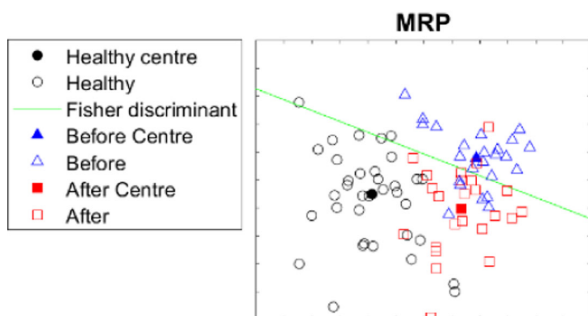 MRP
Healthy centre
Healthy
Fisher discriminant
Before Centre
Before
After Centre
After